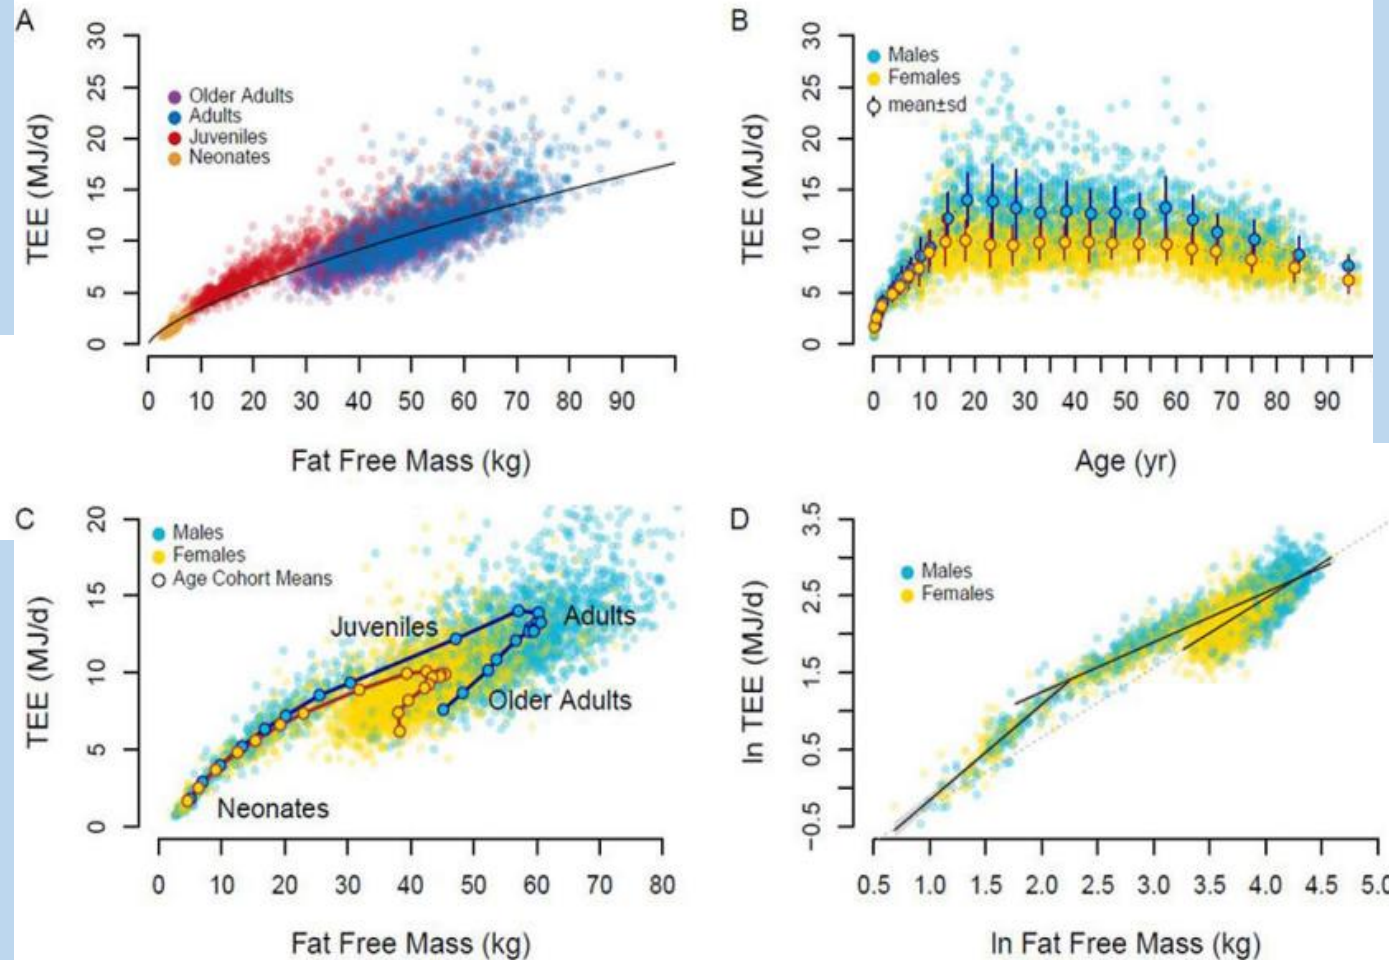 A
TEE (MJ/d)
30
25
20
15
10
5
0
Older Adults
Adults
Juveniles
Neonates
0 10 20 30 40 50 60 70 80 90
Fat Free Mass (kg)
B
TEE (MJ/d)
30
25
20
15
10
5
0
Males
Females
mean±sd
0 10 20 30 40 50 60 70 80 90
Age (yr)
C
TEE (MJ/d)
20
15
10
5
0
Males
Females
Age Cohort Means
Juveniles
Adults
Older Adults
Neonates
0 10 20 30 40 50 60 70 80
Fat Free Mass (kg)
D
ln TEE (MJ/d)
3.5
2.5
1.5
0.5
−0.5
Males
Females
0.5 1.0 1.5 2.0 2.5 3.0 3.5 4.0 4.5 5.0
ln Fat Free Mass (kg)